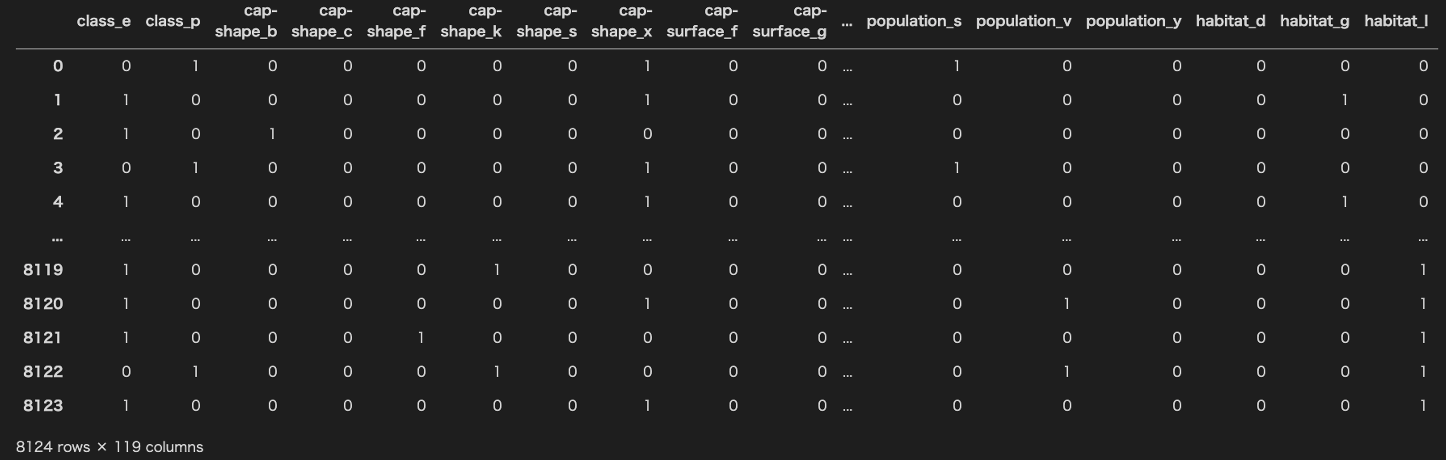 class_e class_p cap-shape_b cap-shape_c cap-shape_f cap-shape_k cap-shape_s cap-shape_x cap-surface_f cap-surface_g ... population_s population_v population_y habitat_d habitat_g habitat_l
0 0 1 0 0 0 0 0 1 0 0 ... 1 0 0 0 0 0
1 1 0 0 0 0 0 0 1 0 0 ... 0 0 0 0 1 0
2 1 0 1 0 0 0 0 0 0 0 ... 0 0 0 0 0 0
3 0 1 0 0 0 0 0 1 0 0 ... 1 0 0 0 0 0
4 1 0 0 0 0 0 0 1 0 0 ... 0 0 0 0 1 0
... ... ... ... ... ... ... ... ... ... ... ... ... ... ... ... ... ...
8119 1 0 0 0 0 1 0 0 0 0 ... 0 0 0 0 0 1
8120 1 0 0 0 0 0 0 1 0 0 ... 0 1 0 0 0 1
8121 1 0 0 0 1 0 0 0 0 0 ... 0 0 0 0 0 1
8122 0 1 0 0 0 1 0 0 0 0 ... 0 1 0 0 0 1
8123 1 0 0 0 0 0 0 1 0 0 ... 0 0 0 0 0 1
8124 rows × 119 columns